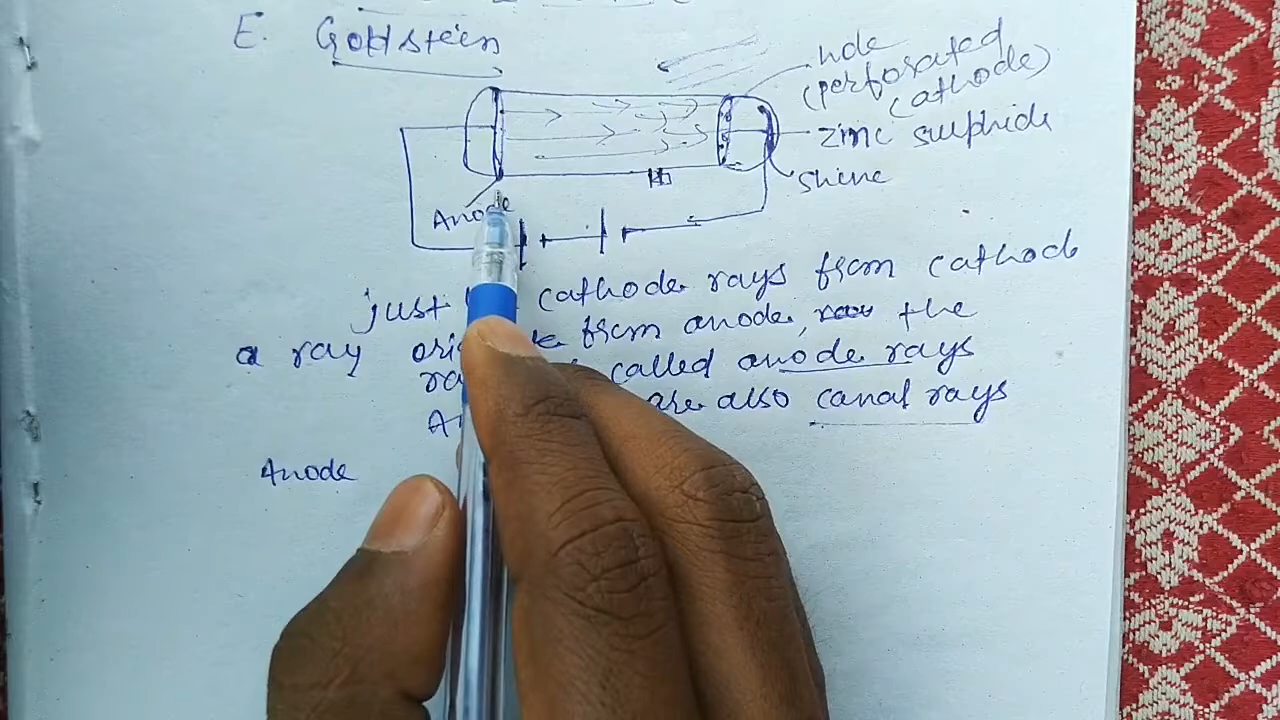 E. Goldstein
hole
(perforated
cathode)
zinc sulphide
shine
Anode
just cathode rays from cathode
a ray from anode, the
called anode rays
are also canal rays
Anode